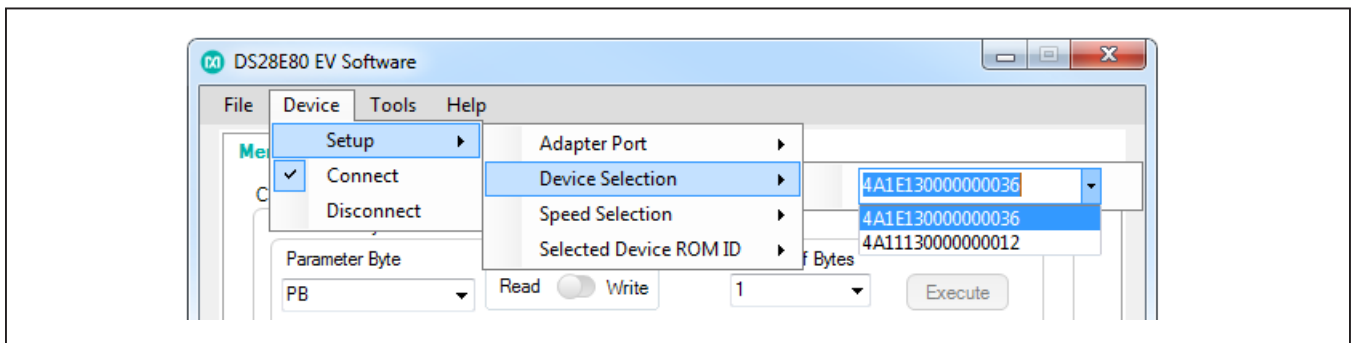 DS28E80 EV Software
File Device Tools Help
Setup
Connect
Disconnect
Adapter Port
Device Selection
Speed Selection
Selected Device ROM ID
4A1E130000000036
4A1E130000000036
4A11130000000012
Parameter Byte
PB
Read Write
Bytes
1
Execute